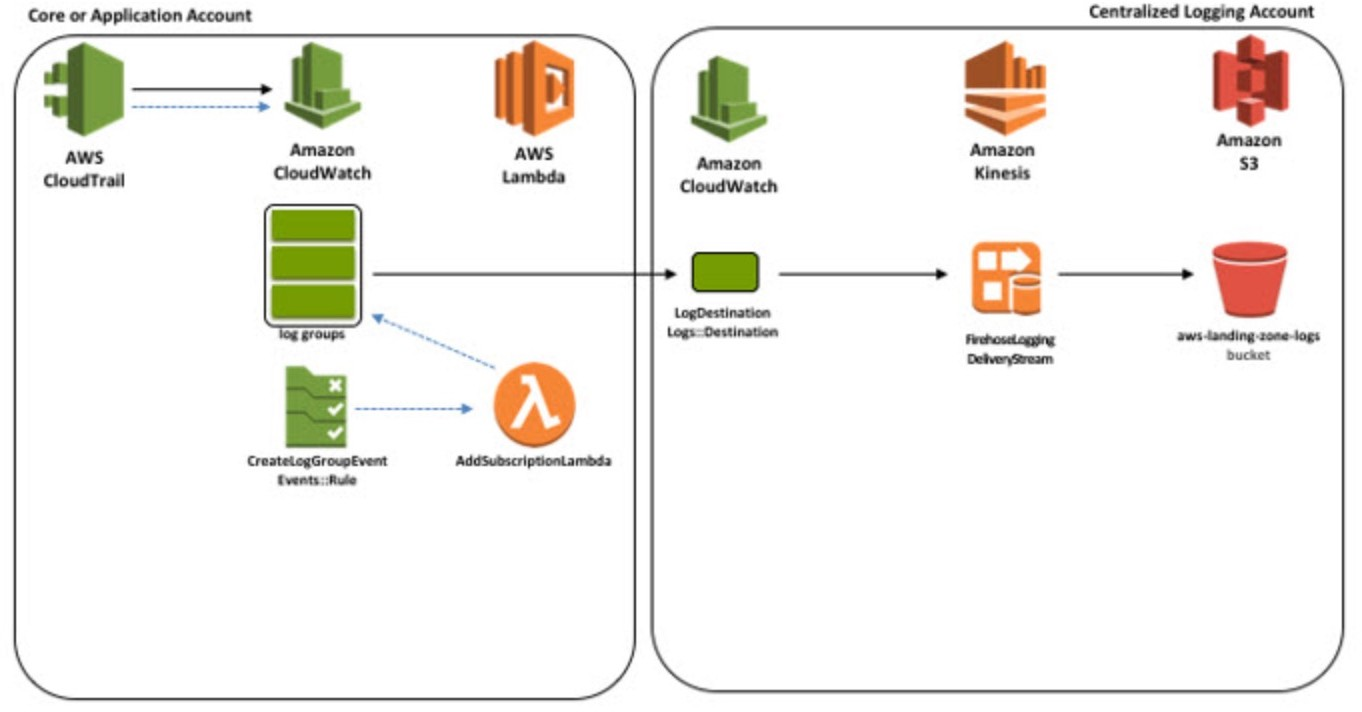 Core or Application Account
Centralized Logging Account
AWS
CloudTrail
Amazon
CloudWatch
AWS
Lambda
Amazon
CloudWatch
Amazon
Kinesis
Amazon
S3
log groups
LogDestination
Logs::Destination
FirehoseLogging
DeliveryStream
aws-landing-zone-logs
bucket
CreateLogGroupEvent
Events::Rule
AddSubscriptionLambda